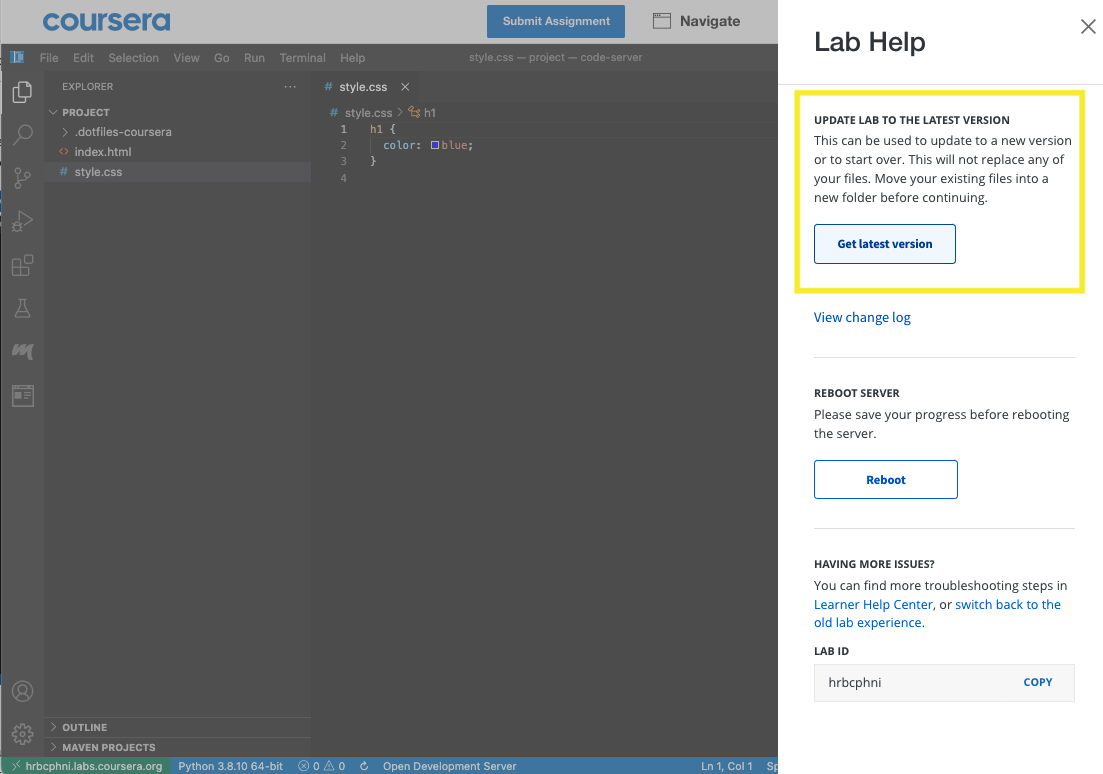 coursera
Submit Assignment
Navigate
File Edit Selection View Go Run Terminal Help
style.css — project — code-server
EXPLORER
PROJECT
.dotfiles-coursera
index.html
# style.css
# style.css
# style.css > h1
1 h1 {
2 color: blue;
3 }
4
OUTLINE
MAVEN PROJECTS
hrbcphni.labs.coursera.org Python 3.8.10 64-bit 0 0 Open Development Server Ln 1, Col 1 Sp
Lab Help
UPDATE LAB TO THE LATEST VERSION
This can be used to update to a new version
or to start over. This will not replace any of
your files. Move your existing files into a
new folder before continuing.
Get latest version
View change log
REBOOT SERVER
Please save your progress before rebooting
the server.
Reboot
HAVING MORE ISSUES?
You can find more troubleshooting steps in
Learner Help Center, or switch back to the
old lab experience.
LAB ID
hrbcphni COPY